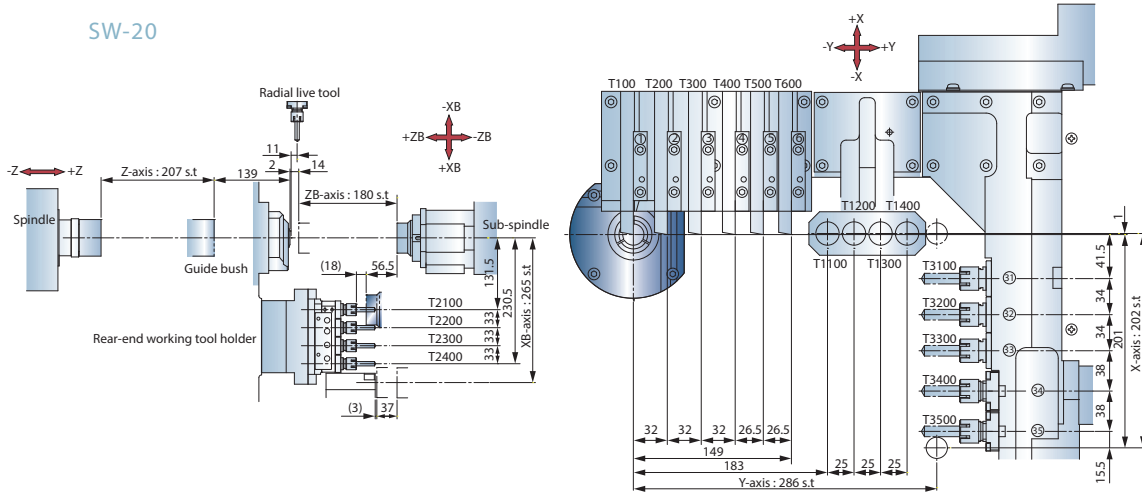 SW-20
Radial live tool
-XB
+ZB
-ZB
+XB
11
2
14
-Z
+Z
Z-axis : 207 s.t
139
ZB-axis : 180 s.t
Spindle
Sub-spindle
Guide bush
(18)
56.5
131.5
230.5
XB-axis : 265 s.t
T2100
T2200
T2300
T2400
33
33
33
Rear-end working tool holder
(3)
37
+X
-Y
+Y
-X
T100
T200
T300
T400
T500
T600
1
2
3
4
5
6
T1200
T1400
T1100
T1300
T3100
T3200
T3300
T3400
T3500
31
32
33
34
35
1
41.5
34
34
38
38
15.5
201
X-axis : 202 s.t
32
32
32
26.5
26.5
149
183
25
25
25
Y-axis : 286 s.t